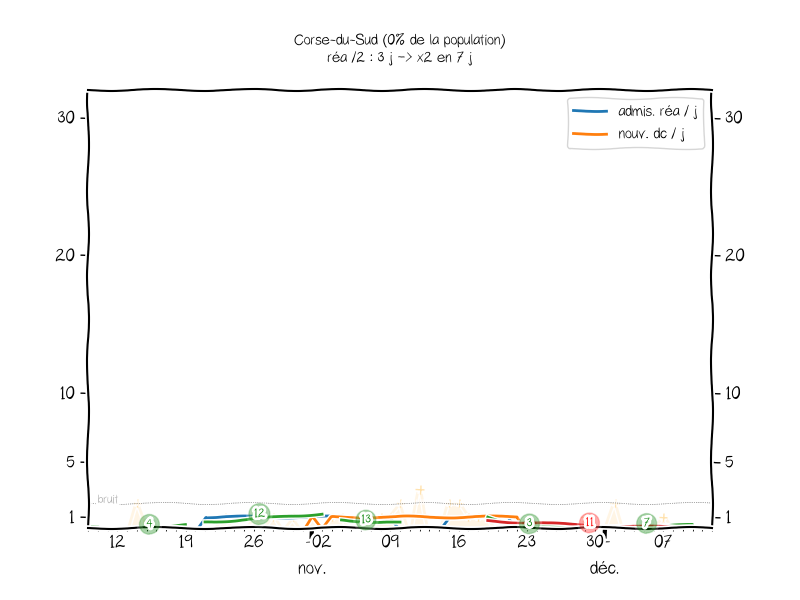 Corse-du-Sud (0% de la population)
réa /2 : 3 j -> x2 en 7 j
admis. réa / j
nouv. dc / j
30 30
20 20
10 10
5 5
bruit
1 1
4 12 13 3 11 7
12 19 26 02 09 16 23 30 07
nov. déc.